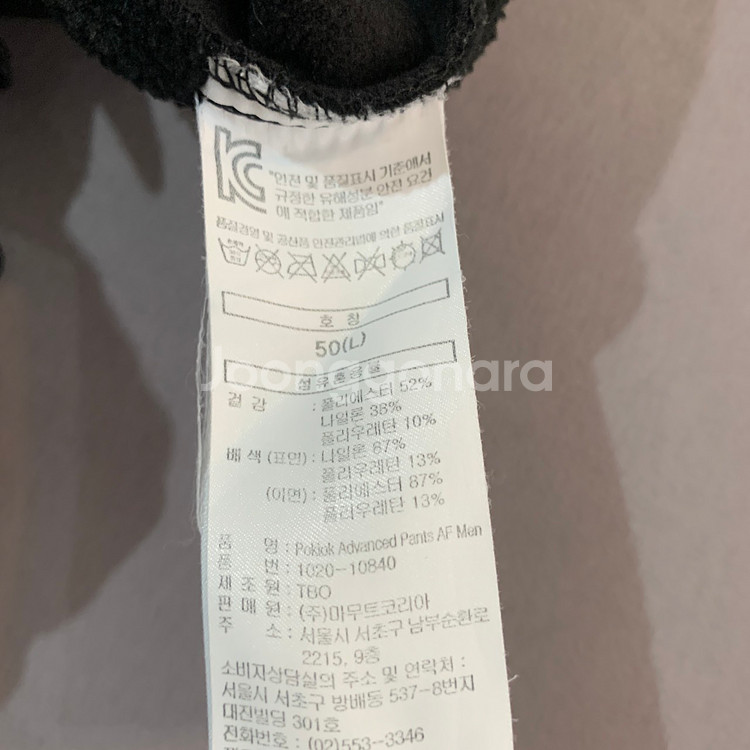 "안전 및 품질표시 기준에서
규정한 유해성분 안전 요건
에 적합한 제품임"
품질경영 및 공산품 안전관리법에 의한 품질표시
호 칭
50(L)
섬유혼용률
Joonggonara
겉 감 : 폴리에스터 52%
나일론 38%
폴리우레탄 10%
배 색 (표면) : 나일론 87%
폴리우레탄 13%
(이면) : 폴리에스터 87%
폴리우레탄 13%
품 명 : Pokiok Advanced Pants AF Men
품 번 : 1020-10840
제 조 원 : TBO
판 매 원 : (주)마무트코리아
주 소 : 서울시 서초구 남부순환로
2215, 9층
소비자상담실의 주소 및 연락처 :
서울시 서초구 방배동 537-8번지
대진빌딩 301호
전화번호 : (02)553-3346